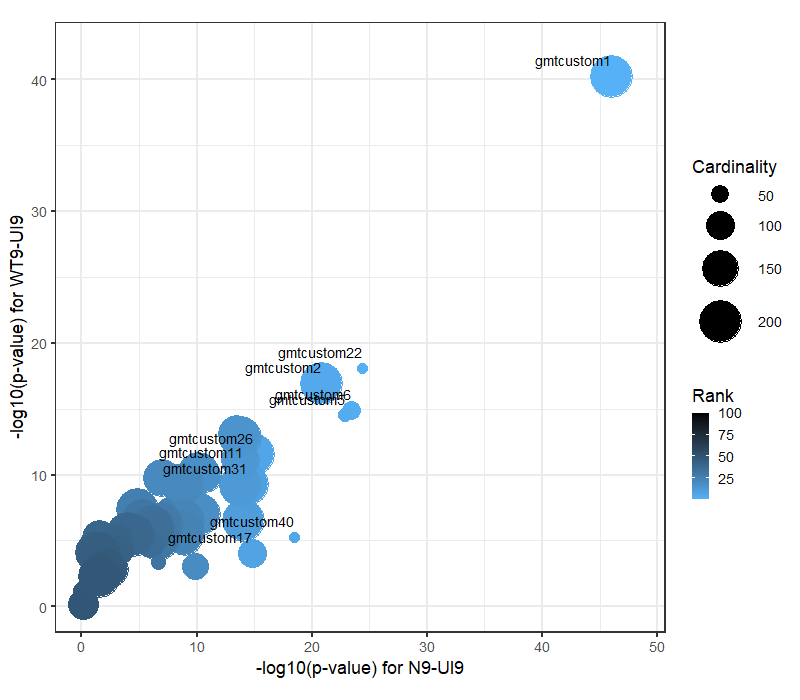 gmtcustom1
gmtcustom22
gmtcustom2
gmtcustom6
gmtcustom5
gmtcustom26
gmtcustom11
gmtcustom31
gmtcustom40
gmtcustom17
40
30
20
10
0
-log10(p-value) for WT9-UI9
0 10 20 30 40 50
-log10(p-value) for N9-UI9
Cardinality
50
100
150
200
Rank
100
75
50
25